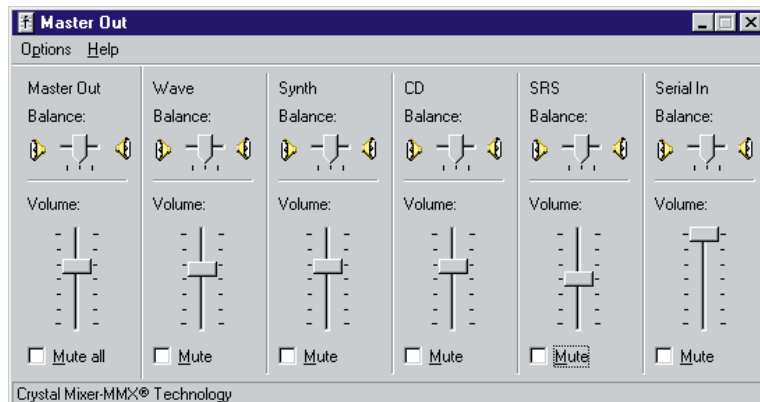 Master Out
Options Help
Master Out Wave Synth CD SRS Serial In
Balance: Balance: Balance: Balance: Balance: Balance:
Volume: Volume: Volume: Volume: Volume: Volume:
Mute all Mute Mute Mute Mute Mute
Crystal Mixer-MMX® Technology